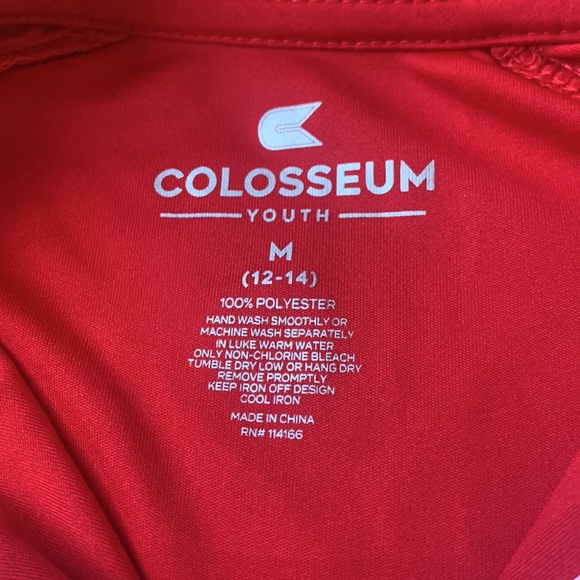 COLOSSEUM
YOUTH
M
(12-14)
100% POLYESTER
HAND WASH SMOOTHLY OR
MACHINE WASH SEPARATELY
IN LUKE WARM WATER
ONLY NON-CHLORINE BLEACH
TUMBLE DRY LOW OR HANG DRY
REMOVE PROMPTLY
KEEP IRON OFF DESIGN
COOL IRON
MADE IN CHINA
RN# 114166